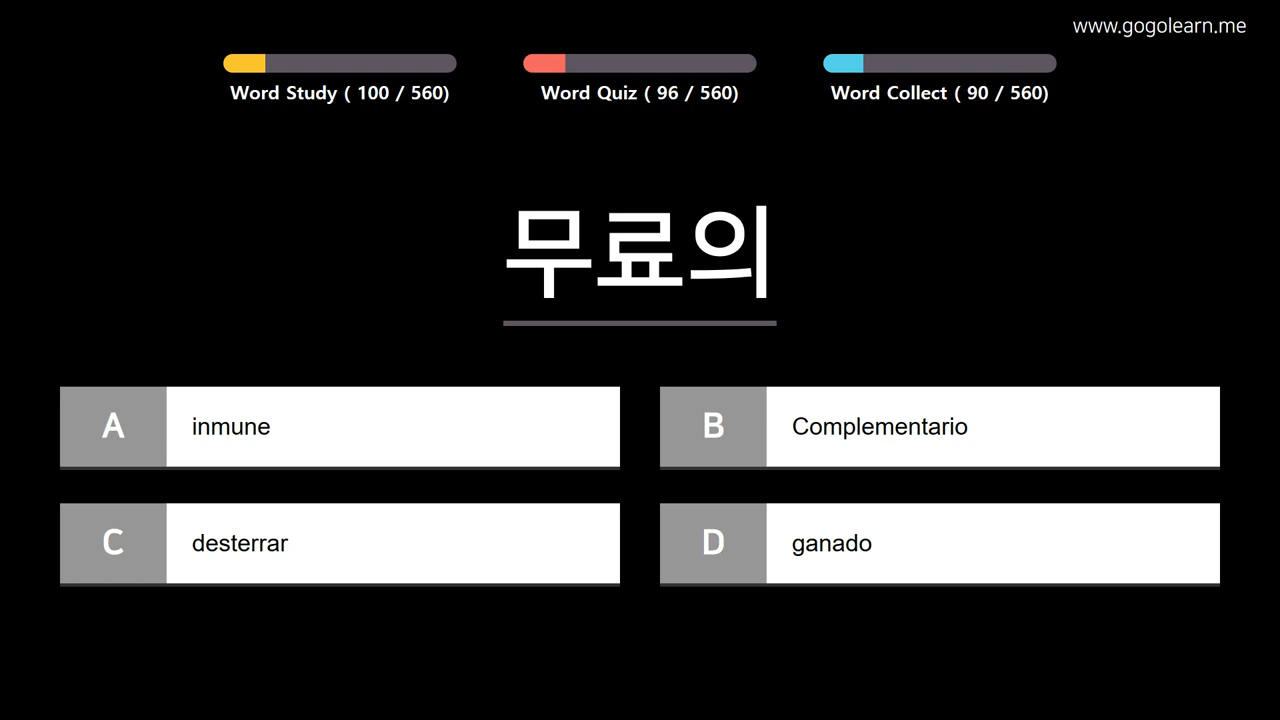 www.gogolearn.me
Word Study ( 100 / 560)
Word Quiz ( 96 / 560)
Word Collect ( 90 / 560)
무료의
A inmune
B Complementario
C desterrar
D ganado